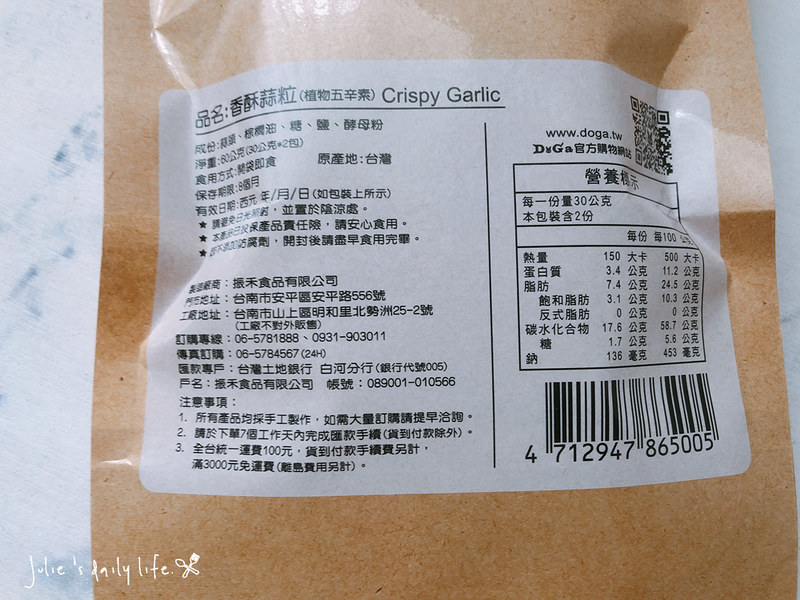 品名:香酥蒜粒(植物五辛素) Crispy Garlic
成份:蒜頭、棕櫚油、糖、鹽、酵母粉
淨重:60公克(30公克*2包)
食用方式:開袋即食 原產地:台灣
保存期限:8個月
有效日期:西元 年/月/日(如包裝上所示)
★ 請避免日光照射,並置於陰涼處。
★ 本產品已投保產品責任險,請安心食用。
★ 防腐劑,開封後請盡早食用完畢。
製造廠商:振禾食品有限公司
門市地址:台南市安平區安平路556號
工廠地址:台南市山上區明和里北勢洲25-2號
(工廠不對外販售)
訂購專線:06-5781888、0931-903011
傳真訂購:06-5784567(24H)
匯款專戶:台灣土地銀行 白河分行(銀行代號005)
戶名:振禾食品有限公司 帳號:089001-010566
注意事項:
1. 所有產品均採手工製作,如需大量訂購請提早洽詢。
2. 請於下單7個工作天內完成匯款手續(貨到付款除外)。
3. 全台統一運費100元,貨到付款手續費另計,
滿3000元免運費(離島費用另計)。
www.doga.tw
DoGa官方購物網站
營養標示
每一份量30公克
本包裝含2份
每份 每100公克
熱量 150 大卡 500 大卡
蛋白質 3.4 公克 11.2 公克
脂肪 7.4 公克 24.5 公克
飽和脂肪 3.1 公克 10.3 公克
反式脂肪 0 公克 0 公克
碳水化合物 17.6 公克 58.7 公克
糖 1.7 公克 5.6 公克
鈉 136 毫克 453 毫克
4 712947 865005
Julie's daily life.